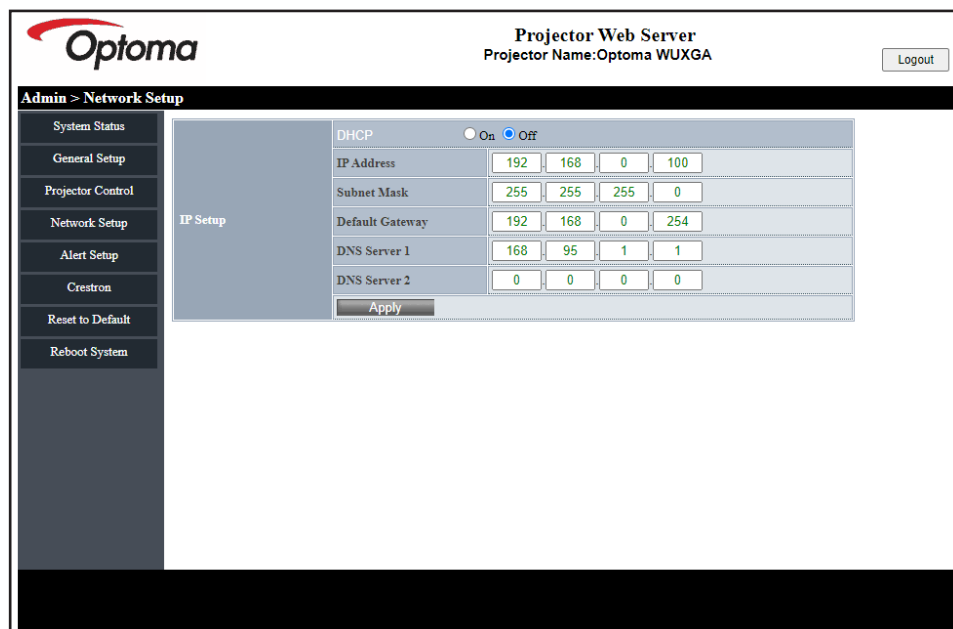 Optoma
Projector Web Server
Projector Name:Optoma WUXGA
Logout
Admin > Network Setup
System Status
General Setup
Projector Control
Network Setup
Alert Setup
Crestron
Reset to Default
Reboot System
IP Setup
DHCP On Off
IP Address 192 . 168 . 0 . 100
Subnet Mask 255 . 255 . 255 . 0
Default Gateway 192 . 168 . 0 . 254
DNS Server 1 168 . 95 . 1 . 1
DNS Server 2 0 . 0 . 0 . 0
Apply